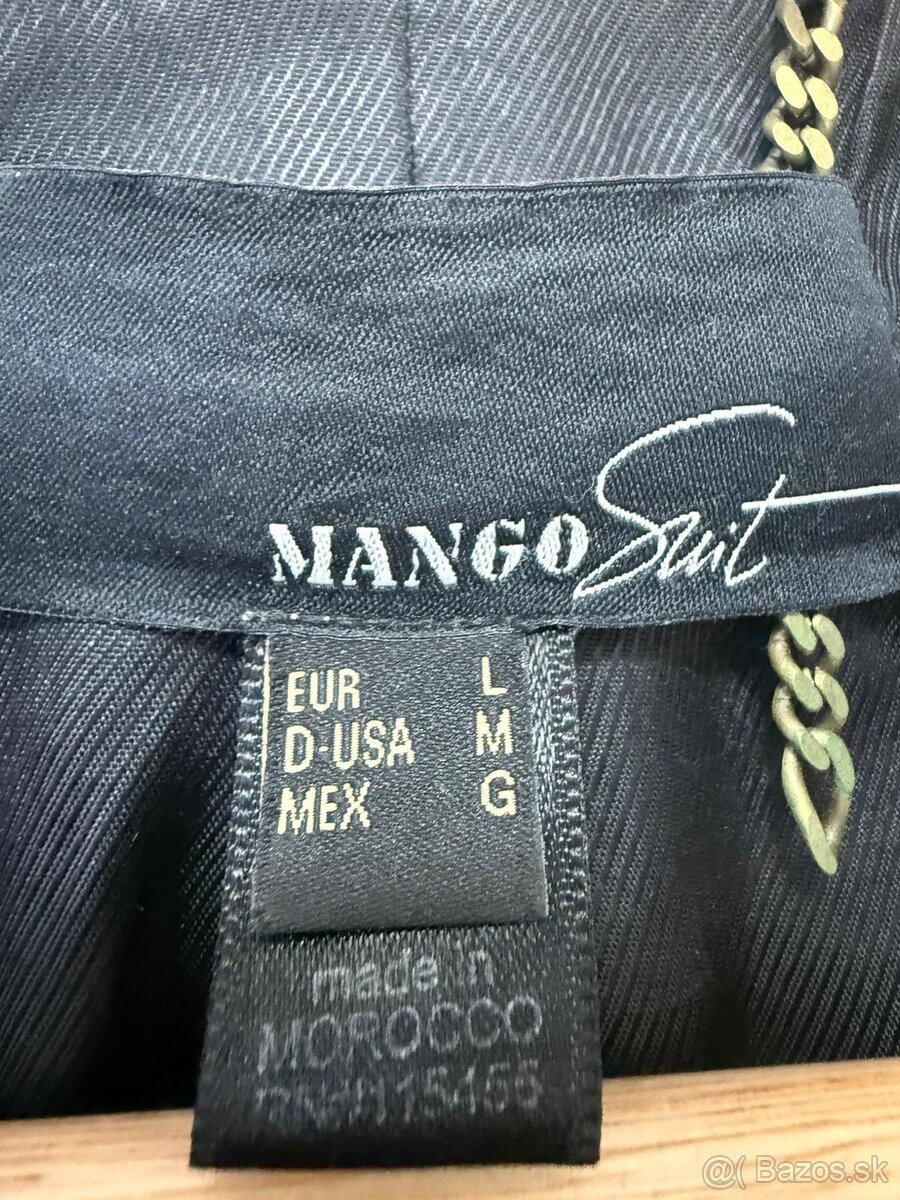 MANGO Suit
EUR L
D-USA M
MEX G
made in
MOROCCO
@( Bazos.sk